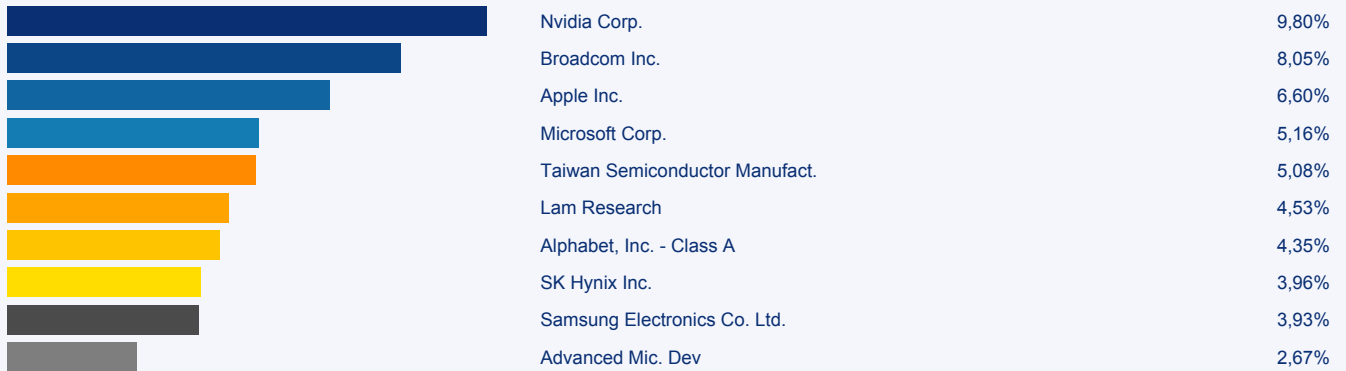 Nvidia Corp. 9,80%
Broadcom Inc. 8,05%
Apple Inc. 6,60%
Microsoft Corp. 5,16%
Taiwan Semiconductor Manufact. 5,08%
Lam Research 4,53%
Alphabet, Inc. - Class A 4,35%
SK Hynix Inc. 3,96%
Samsung Electronics Co. Ltd. 3,93%
Advanced Mic. Dev 2,67%